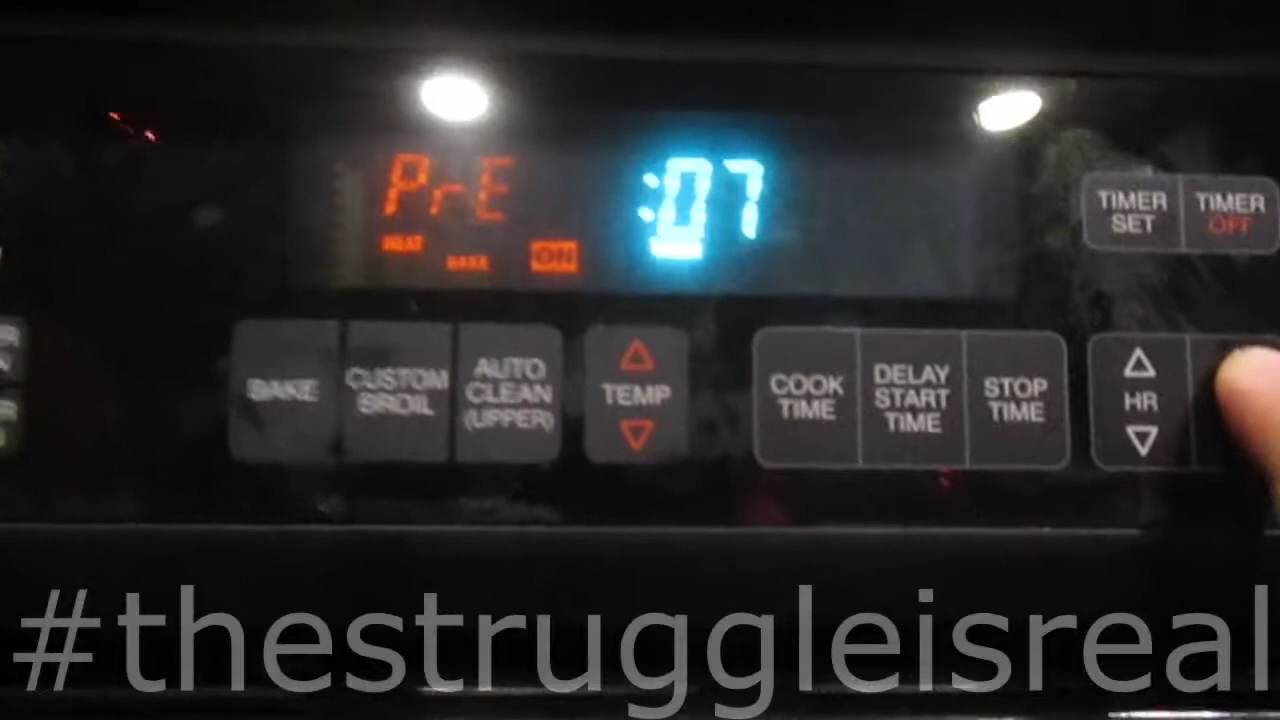 PrE :07
HEAT BAKE ON
TIMER SET
TIMER OFF
BAKE
CUSTOM BROIL
AUTO CLEAN (UPPER)
TEMP
COOK TIME
DELAY START TIME
STOP TIME
HR
#thestruggleisreal